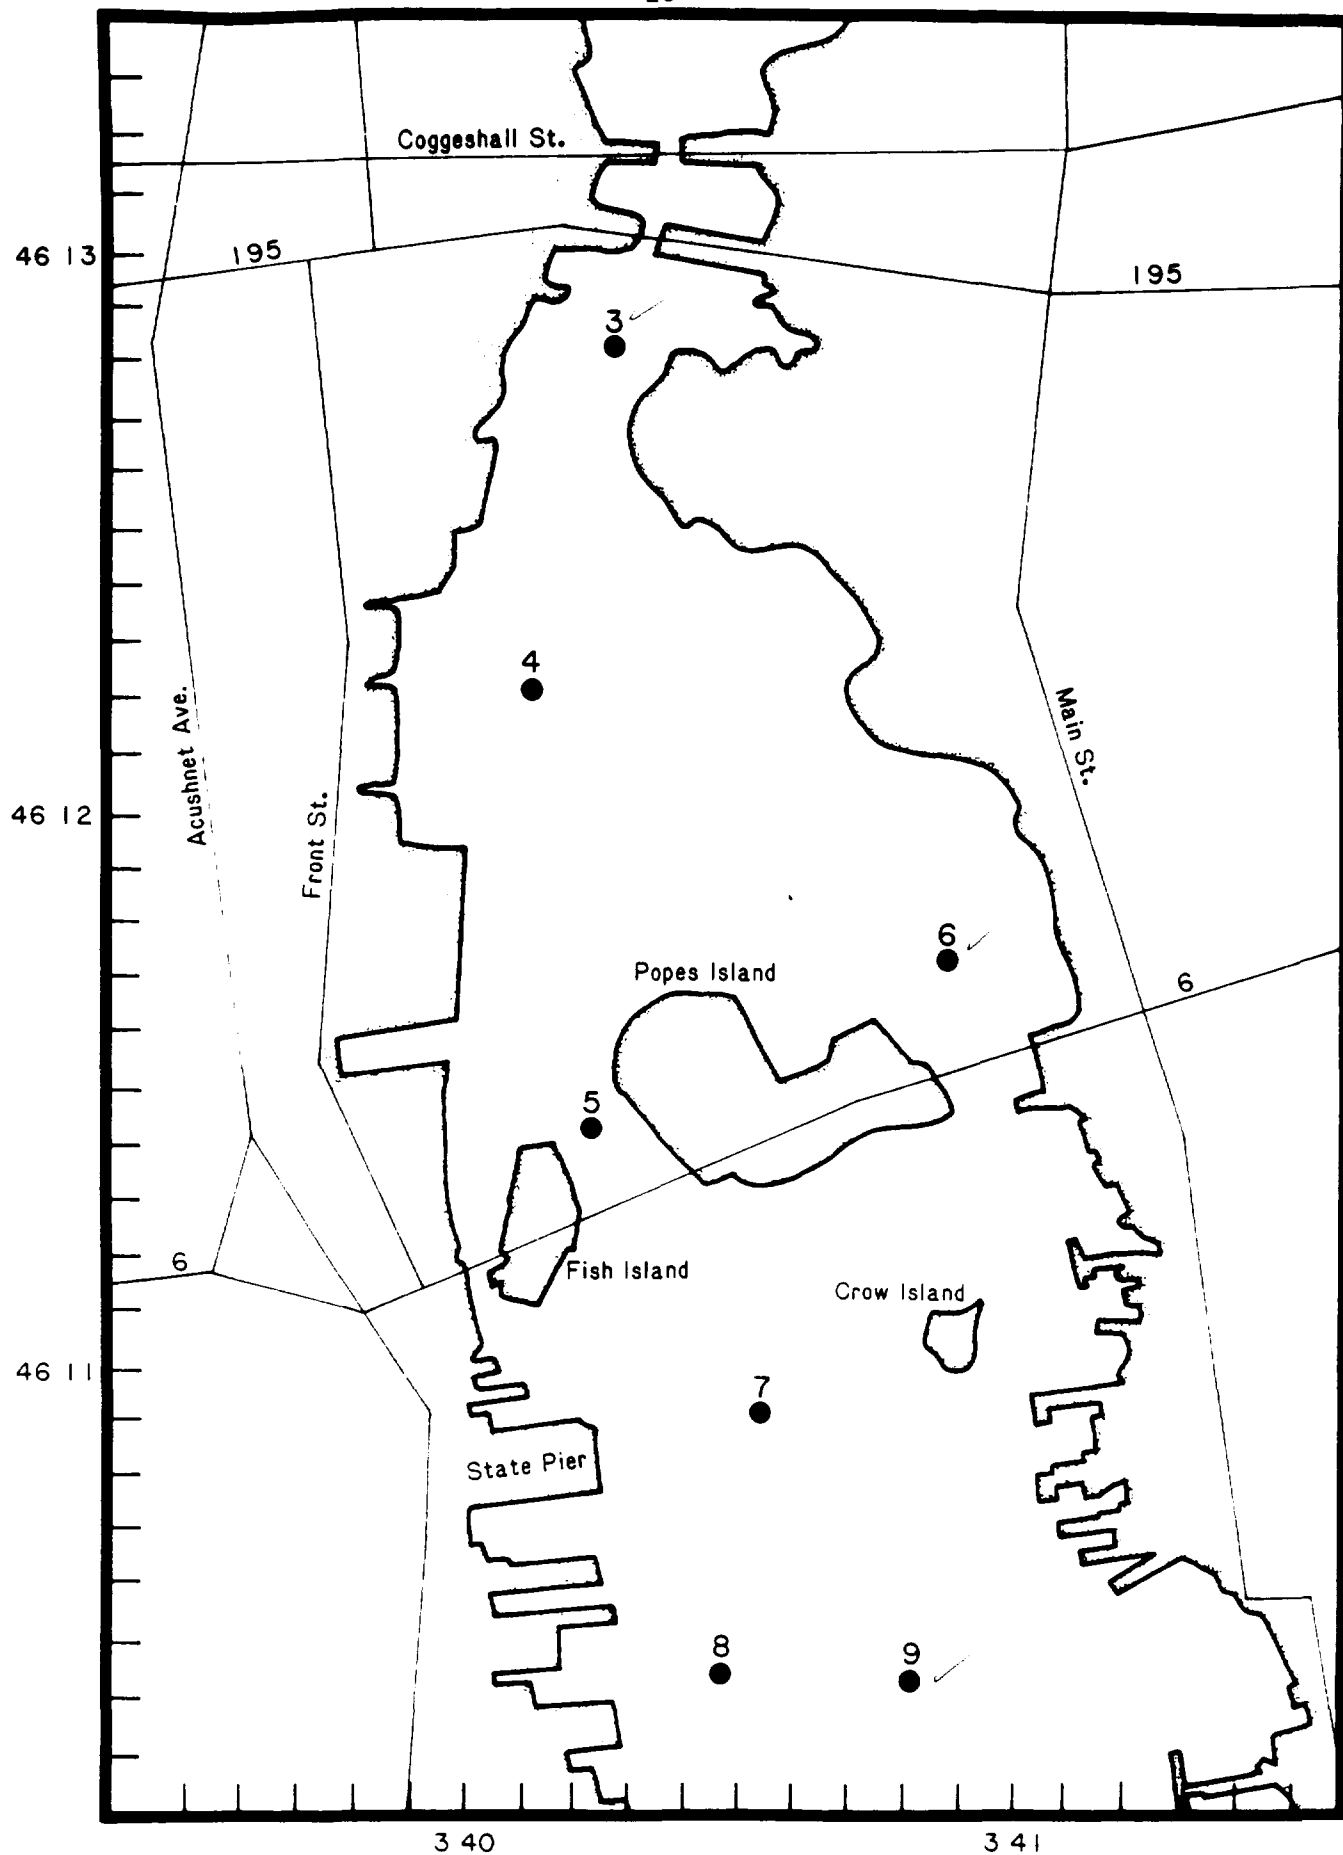 Coggeshall St.
46 13
195
195
3
4
Acushnet Ave.
Main St.
46 12
Front St.
6
Popes Island
6
5
6
Fish Island
Crow Island
46 11
7
State Pier
8
9
3 40
3 41